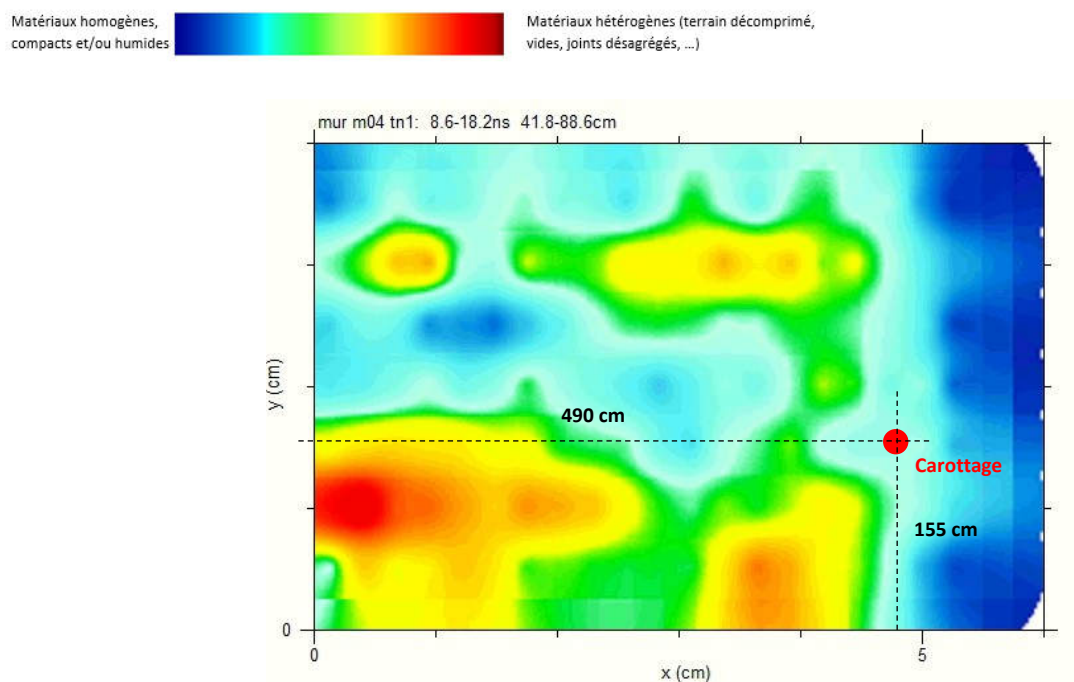 Matériaux homogènes,
compacts et/ou humides
Matériaux hétérogènes (terrain décomprimé,
vides, joints désagrégés, ...)
mur m04 tn1: 8.6-18.2ns 41.8-88.6cm
y (cm)
490 cm
Carottage
155 cm
0
0
5
x (cm)